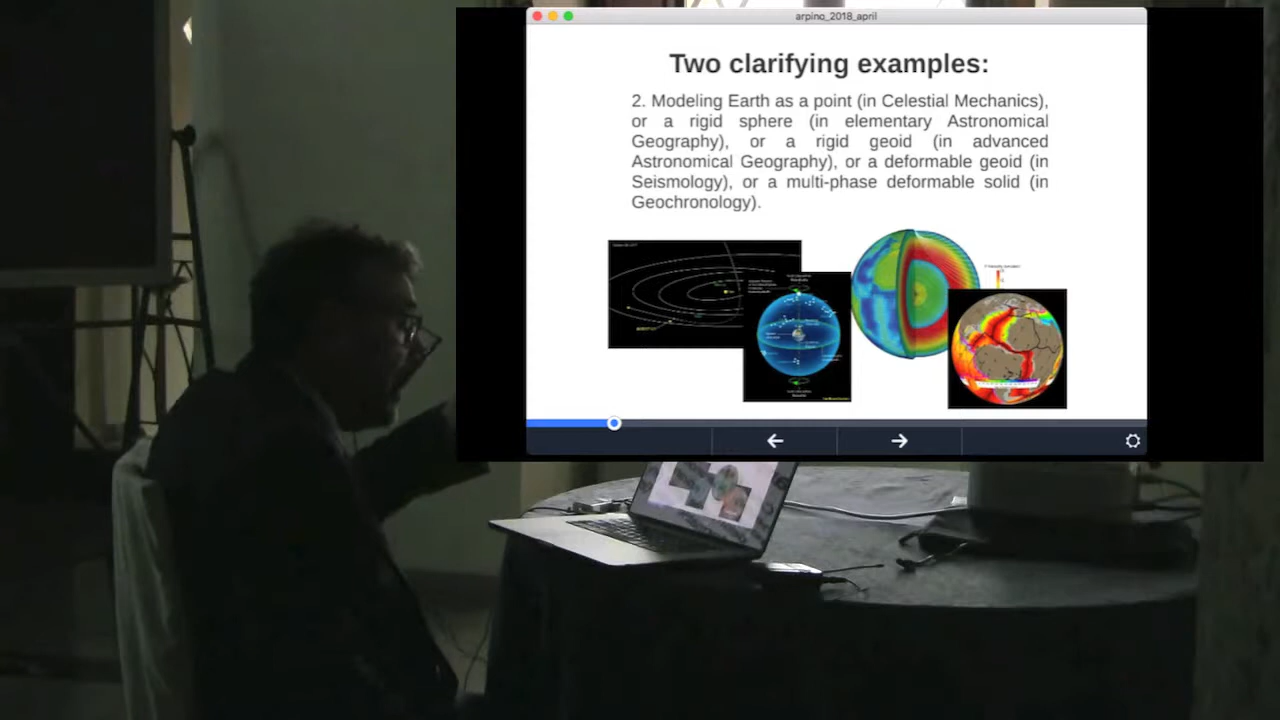 arpino_2018_april
Two clarifying examples:
2. Modeling Earth as a point (in Celestial Mechanics),
or a rigid sphere (in elementary Astronomical
Geography), or a rigid geoid (in advanced
Astronomical Geography), or a deformable geoid (in
Seismology), or a multi-phase deformable solid (in
Geochronology).